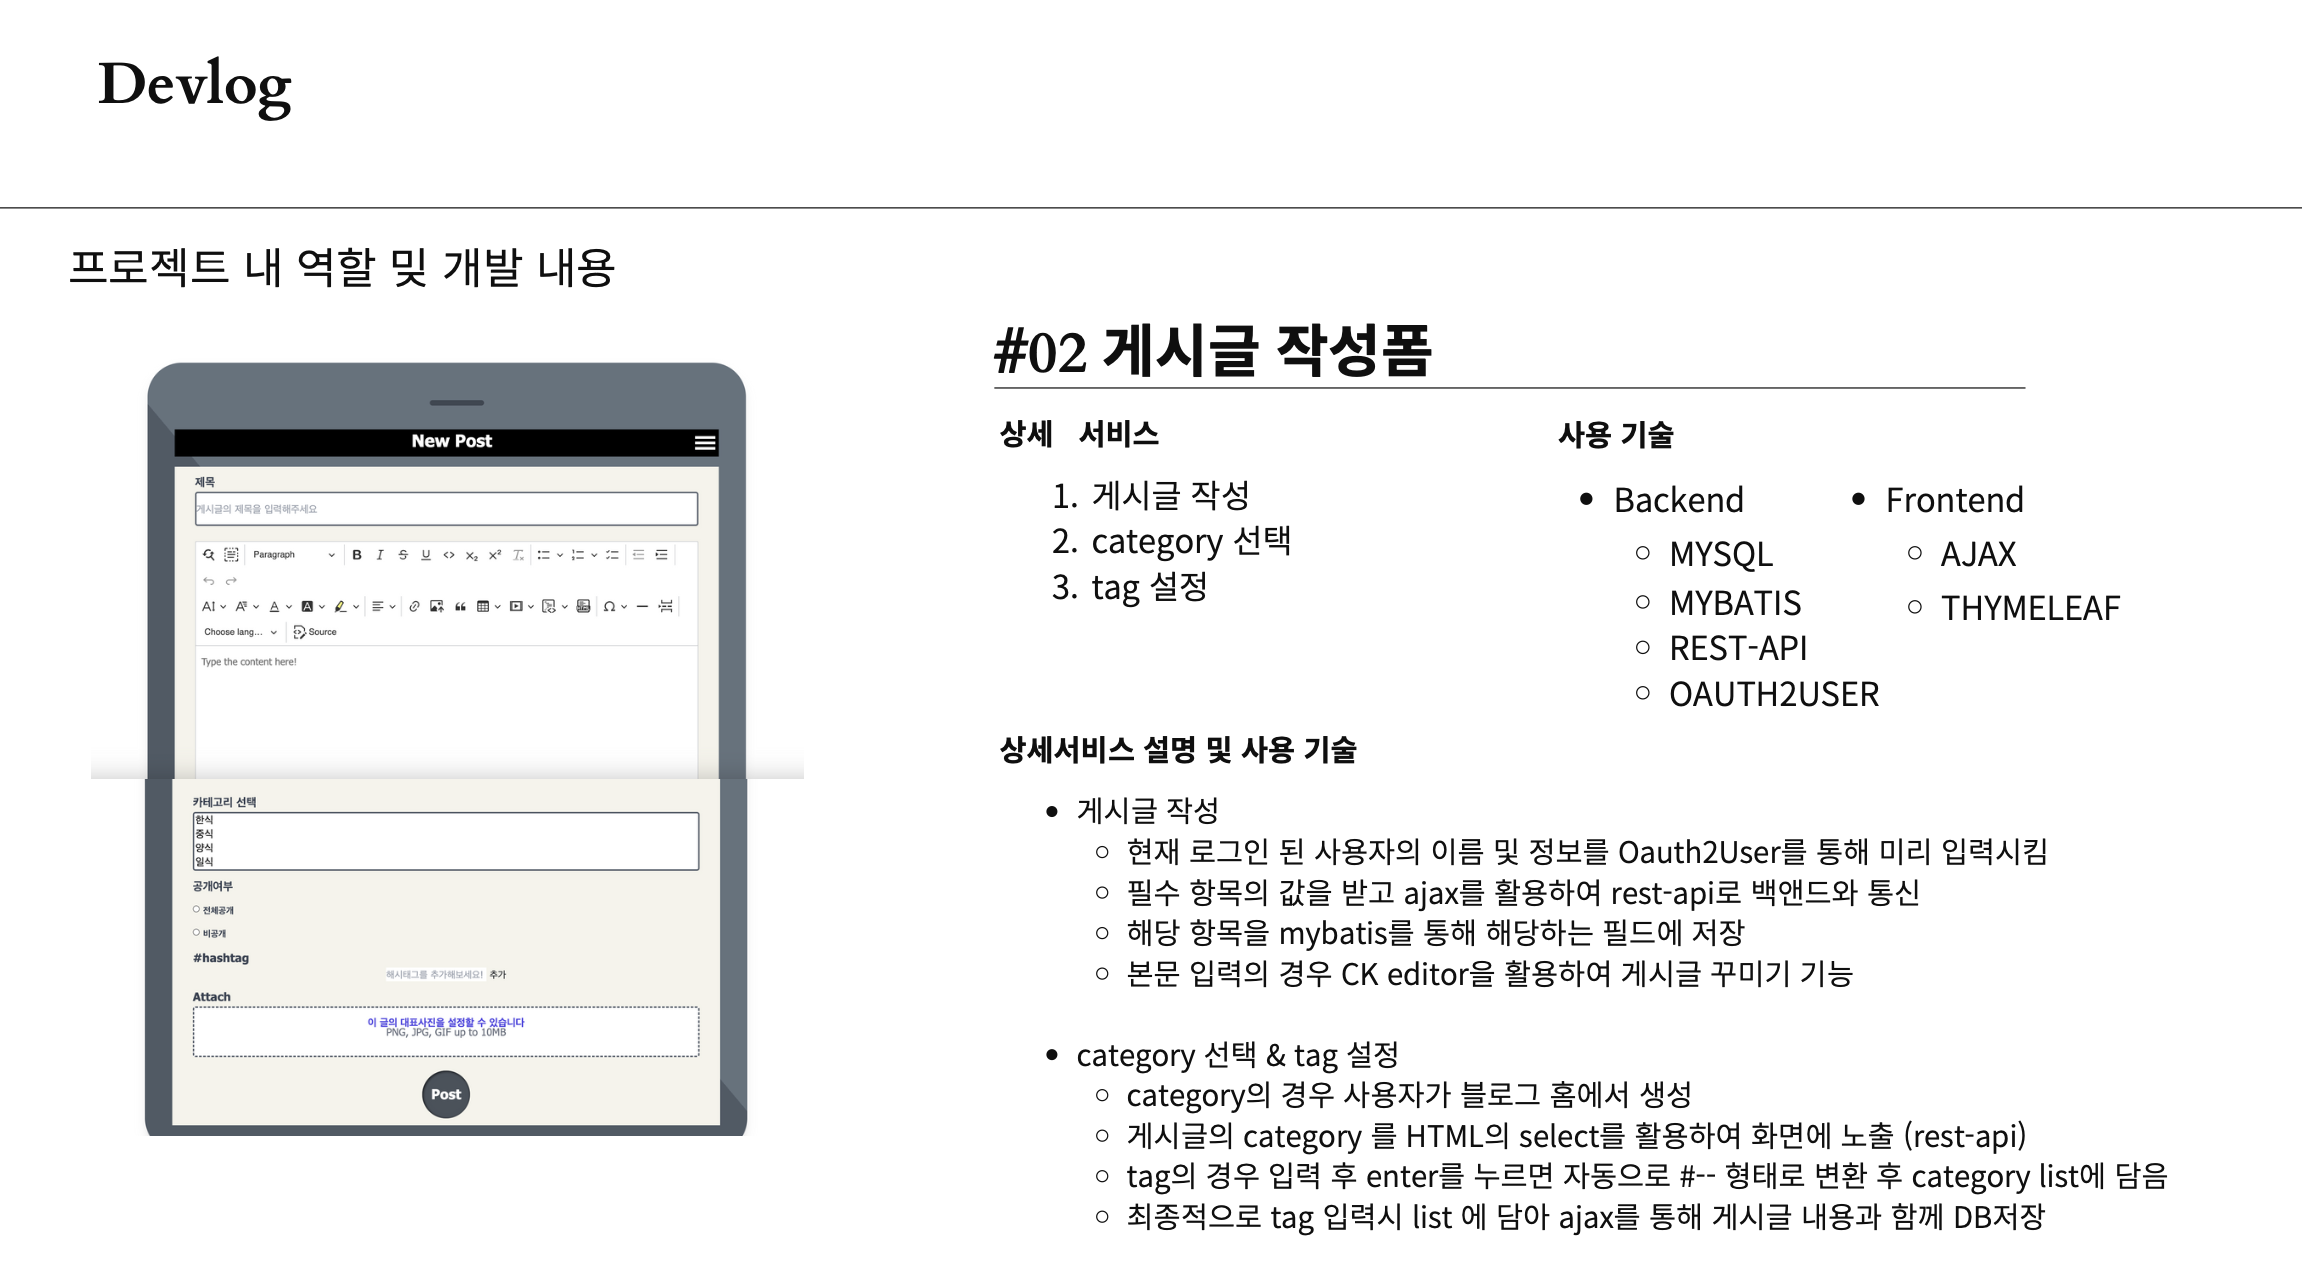 Devlog
프로젝트 내 역할 및 개발 내용
New Post
제목
게시글의 제목을 입력해주세요
Paragraph
Choose lang...
Source
Type the content here!
카테고리 선택
한식
중식
양식
일식
공개여부
전체공개
비공개
#hashtag
해시태그를 추가해보세요! 추가
Attach
이 글의 대표사진을 설정할 수 있습니다
PNG, JPG, GIF up to 10MB
Post
#02 게시글 작성폼
상세 서비스
1. 게시글 작성
2. category 선택
3. tag 설정
사용 기술
• Backend
○ MYSQL
○ MYBATIS
○ REST-API
○ OAUTH2USER
• Frontend
○ AJAX
○ THYMELEAF
상세서비스 설명 및 사용 기술
• 게시글 작성
○ 현재 로그인 된 사용자의 이름 및 정보를 Oauth2User를 통해 미리 입력시킴
○ 필수 항목의 값을 받고 ajax를 활용하여 rest-api로 백앤드와 통신
○ 해당 항목을 mybatis를 통해 해당하는 필드에 저장
○ 본문 입력의 경우 CK editor을 활용하여 게시글 꾸미기 기능
• category 선택 & tag 설정
○ category의 경우 사용자가 블로그 홈에서 생성
○ 게시글의 category 를 HTML의 select를 활용하여 화면에 노출 (rest-api)
○ tag의 경우 입력 후 enter를 누르면 자동으로 #-- 형태로 변환 후 category list에 담음
○ 최종적으로 tag 입력시 list 에 담아 ajax를 통해 게시글 내용과 함께 DB저장